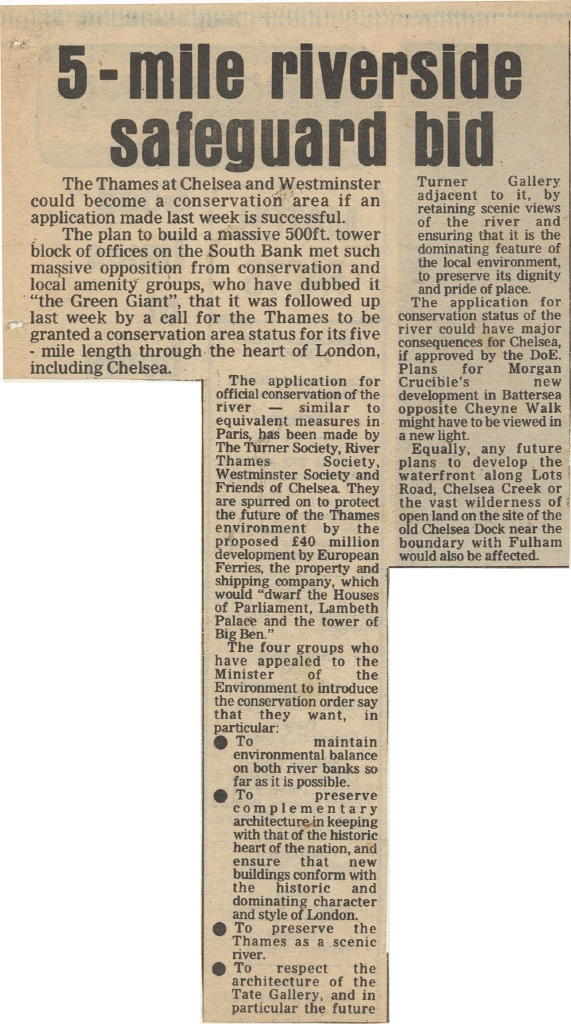 5-mile riverside
safeguard bid
The Thames at Chelsea and Westminster
could become a conservation area if an
application made last week is successful.
The plan to build a massive 500ft. tower
block of offices on the South Bank met such
massive opposition from conservation and
local amenity groups, who have dubbed it
"the Green Giant", that it was followed up
last week by a call for the Thames to be
granted a conservation area status for its five
- mile length through the heart of London,
including Chelsea.
The application for
official conservation of the
river — similar to
equivalent measures in
Paris, has been made by
The Turner Society, River
Thames Society,
Westminster Society and
Friends of Chelsea. They
are spurred on to protect
the future of the Thames
environment by the
proposed £40 million
development by European
Ferries, the property and
shipping company, which
would "dwarf the Houses
of Parliament, Lambeth
Palace and the tower of
Big Ben."
The four groups who
have appealed to the
Minister of the
Environment to introduce
the conservation order say
that they want, in
particular:
● To maintain
environmental balance
on both river banks so
far as it is possible.
● To preserve
complementary
architecture in keeping
with that of the historic
heart of the nation, and
ensure that new
buildings conform with
the historic and
dominating character
and style of London.
● To preserve the
Thames as a scenic
river.
● To respect the
architecture of the
Tate Gallery, and in
particular the future
Turner Gallery
adjacent to it, by
retaining scenic views
of the river and
ensuring that it is the
dominating feature of
the local environment,
to preserve its dignity
and pride of place.
The application for
conservation status of the
river could have major
consequences for Chelsea,
if approved by the DoE.
Plans for Morgan
Crucible's new
development in Battersea
opposite Cheyne Walk
might have to be viewed in
a new light.
Equally, any future
plans to develop the
waterfront along Lots
Road, Chelsea Creek or
the vast wilderness of
open land on the site of the
old Chelsea Dock near the
boundary with Fulham
would also be affected.